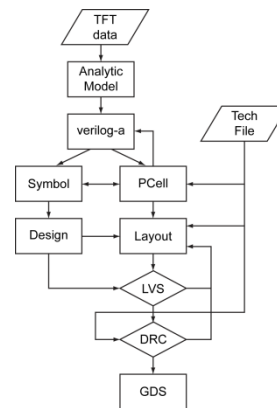 TFT
data
Analytic
Model
verilog-a
Tech
File
Symbol
PCell
Design
Layout
LVS
DRC
GDS